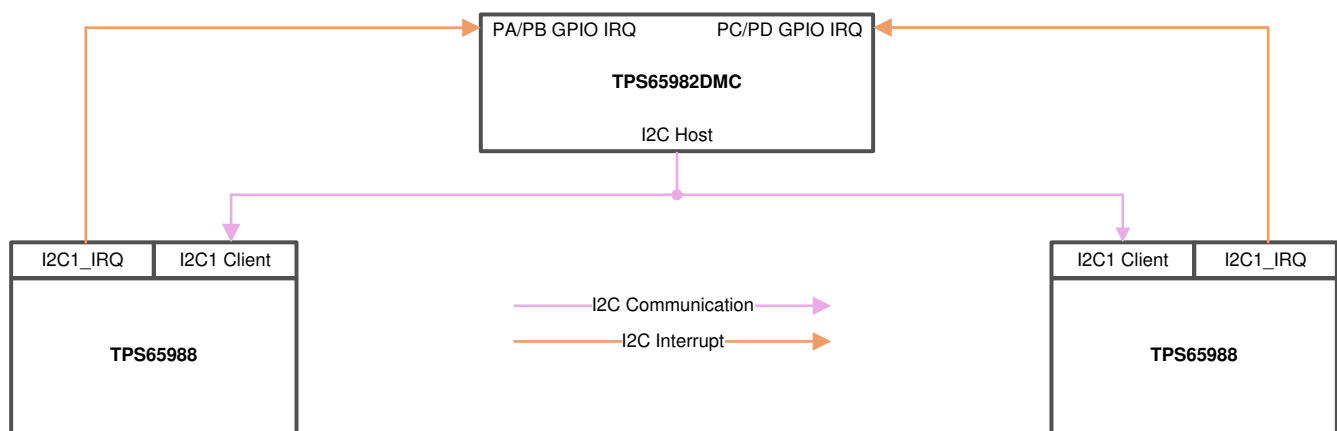 PA/PB GPIO IRQ PC/PD GPIO IRQ
TPS65982DMC
I2C Host
I2C1_IRQ I2C1 Client
TPS65988
I2C1 Client I2C1_IRQ
TPS65988
I2C Communication
I2C Interrupt